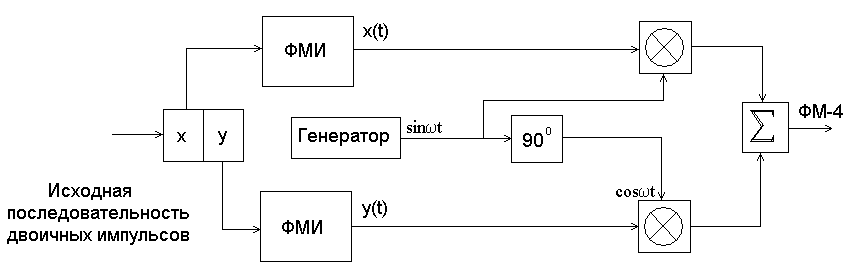 ФМИ
x(t)
ФМ-4
x
y
Генератор
sinωt
90⁰
Σ
cosωt
Исходная
последовательность
двоичных импульсов
ФМИ
y(t)